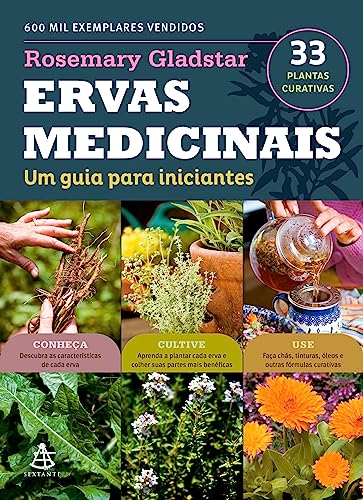 600 MIL EXEMPLARES VENDIDOS
Rosemary Gladstar
33
PLANTAS
CURATIVAS
ERVAS
MEDICINAIS
Um guia para iniciantes
CONHEÇA
Descubra as características
de cada erva
CULTIVE
Aprenda a plantar cada erva e
colher suas partes mais benéficas
USE
Faça chás, tinturas, óleos e
outras fórmulas curativas
SEXTANTE